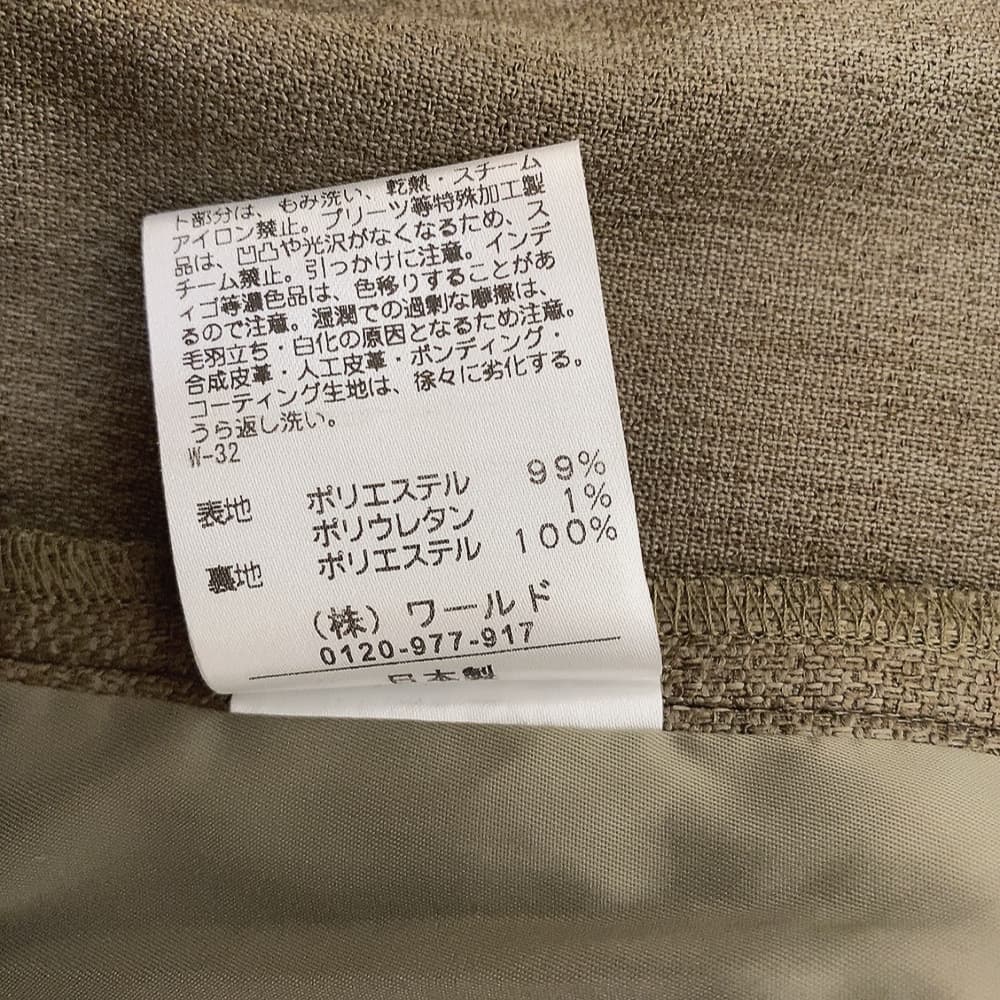 ト部分は、もみ洗い、乾熱・スチーム
アイロン禁止。プリーツ等特殊加工製
品は、凹凸や光沢がなくなるため、ス
チーム禁止。引っかけに注意。インデ
ィゴ等濃色品は、色移りすることがあ
るので注意。湿潤での過剰な摩擦は、
毛羽立ち・白化の原因となるため注意。
合成皮革・人工皮革・ボンディング・
コーティング生地は、徐々に劣化する。
うら返し洗い。
W-32
表地 ポリエステル 99%
ポリウレタン 1%
裏地 ポリエステル 100%
(株) ワールド
0120-977-917
日本製